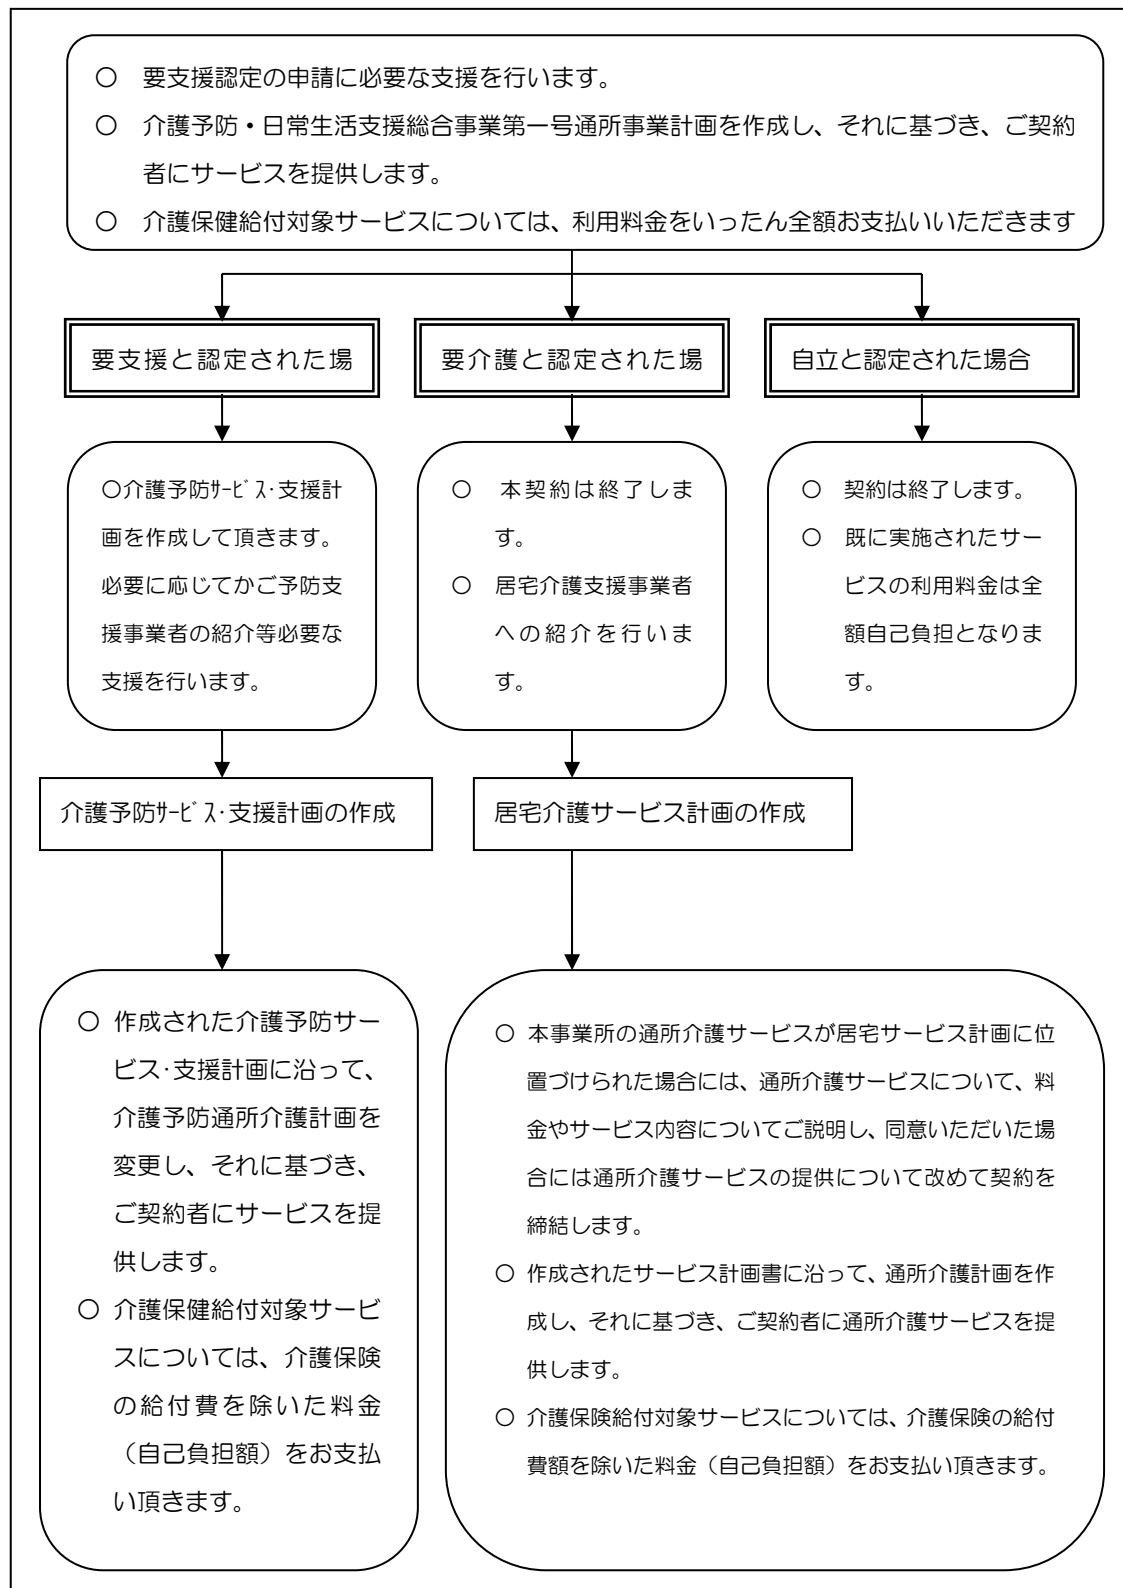 ○ 要支援認定の申請に必要な支援を行います。
○ 介護予防・日常生活支援総合事業第一号通所事業計画を作成し、それに基づき、ご契約
者にサービスを提供します。
○ 介護保健給付対象サービスについては、利用料金をいったん全額お支払いいただきます
要支援と認定された場
要介護と認定された場
自立と認定された場合
○介護予防ｻｰﾋﾞｽ･支援計
画を作成して頂きます。
必要に応じてかご予防支
援事業者の紹介等必要な
支援を行います。
○ 本契約は終了しま
す。
○ 居宅介護支援事業者
への紹介を行いま
す。
○ 契約は終了します。
○ 既に実施されたサー
ビスの利用料金は全
額自己負担となりま
す。
介護予防ｻｰﾋﾞｽ･支援計画の作成
居宅介護サービス計画の作成
○ 作成された介護予防サー
ビス･支援計画に沿って、
介護予防通所介護計画を
変更し、それに基づき、
ご契約者にサービスを提
供します。
○ 介護保健給付対象サービ
スについては、介護保険
の給付費を除いた料金
（自己負担額）をお支払
い頂きます。
○ 本事業所の通所介護サービスが居宅サービス計画に位
置づけられた場合には、通所介護サービスについて、料
金やサービス内容についてご説明し、同意いただいた場
合には通所介護サービスの提供について改めて契約を
締結します。
○ 作成されたサービス計画書に沿って、通所介護計画を作
成し、それに基づき、ご契約者に通所介護サービスを提
供します。
○ 介護保険給付対象サービスについては、介護保険の給付
費額を除いた料金（自己負担額）をお支払い頂きます。